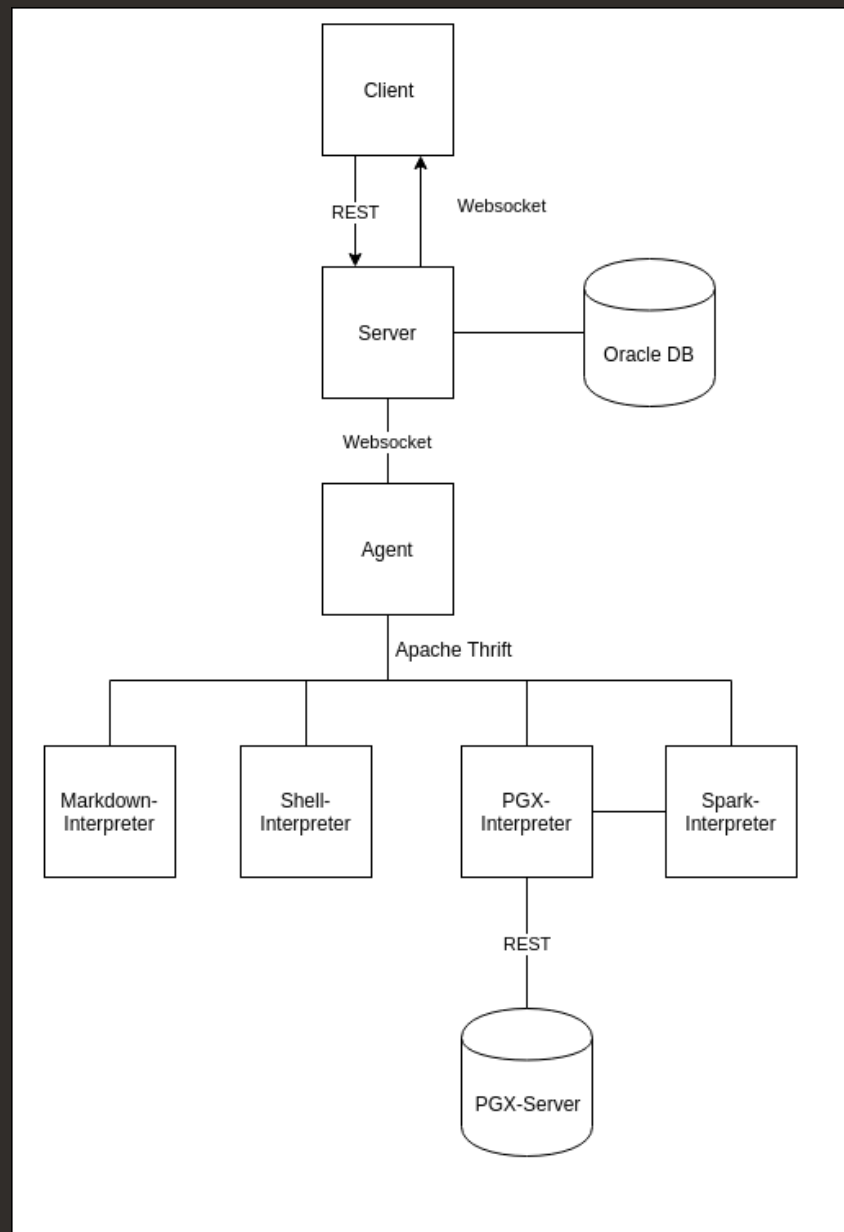 Client
REST
Websocket
Server
Oracle DB
Websocket
Agent
Apache Thrift
Markdown-
Interpreter
Shell-
Interpreter
PGX-
Interpreter
Spark-
Interpreter
REST
PGX-Server